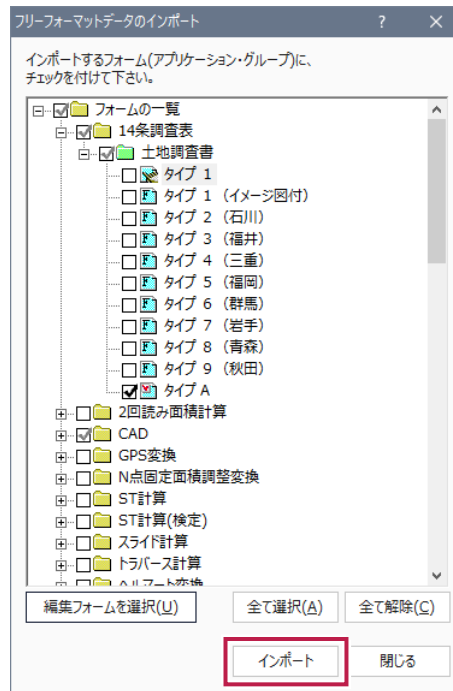 フリーフォーマットデータのインポート ? ×
インポートするフォーム(アプリケーション・グループ)に、
チェックを付けて下さい。
フォームの一覧
14条調査表
土地調査書
タイプ 1
タイプ 1 （イメージ図付）
タイプ 2 （石川）
タイプ 3 （福井）
タイプ 4 （三重）
タイプ 5 （福岡）
タイプ 6 （群馬）
タイプ 7 （岩手）
タイプ 8 （青森）
タイプ 9 （秋田）
タイプ A
2回読み面積計算
CAD
GPS変換
N点固定面積調整変換
ST計算
ST計算(検定)
スライド計算
トラバース計算
ヘルマート変換
編集フォームを選択(U) 全て選択(A) 全て解除(C)
インポート 閉じる